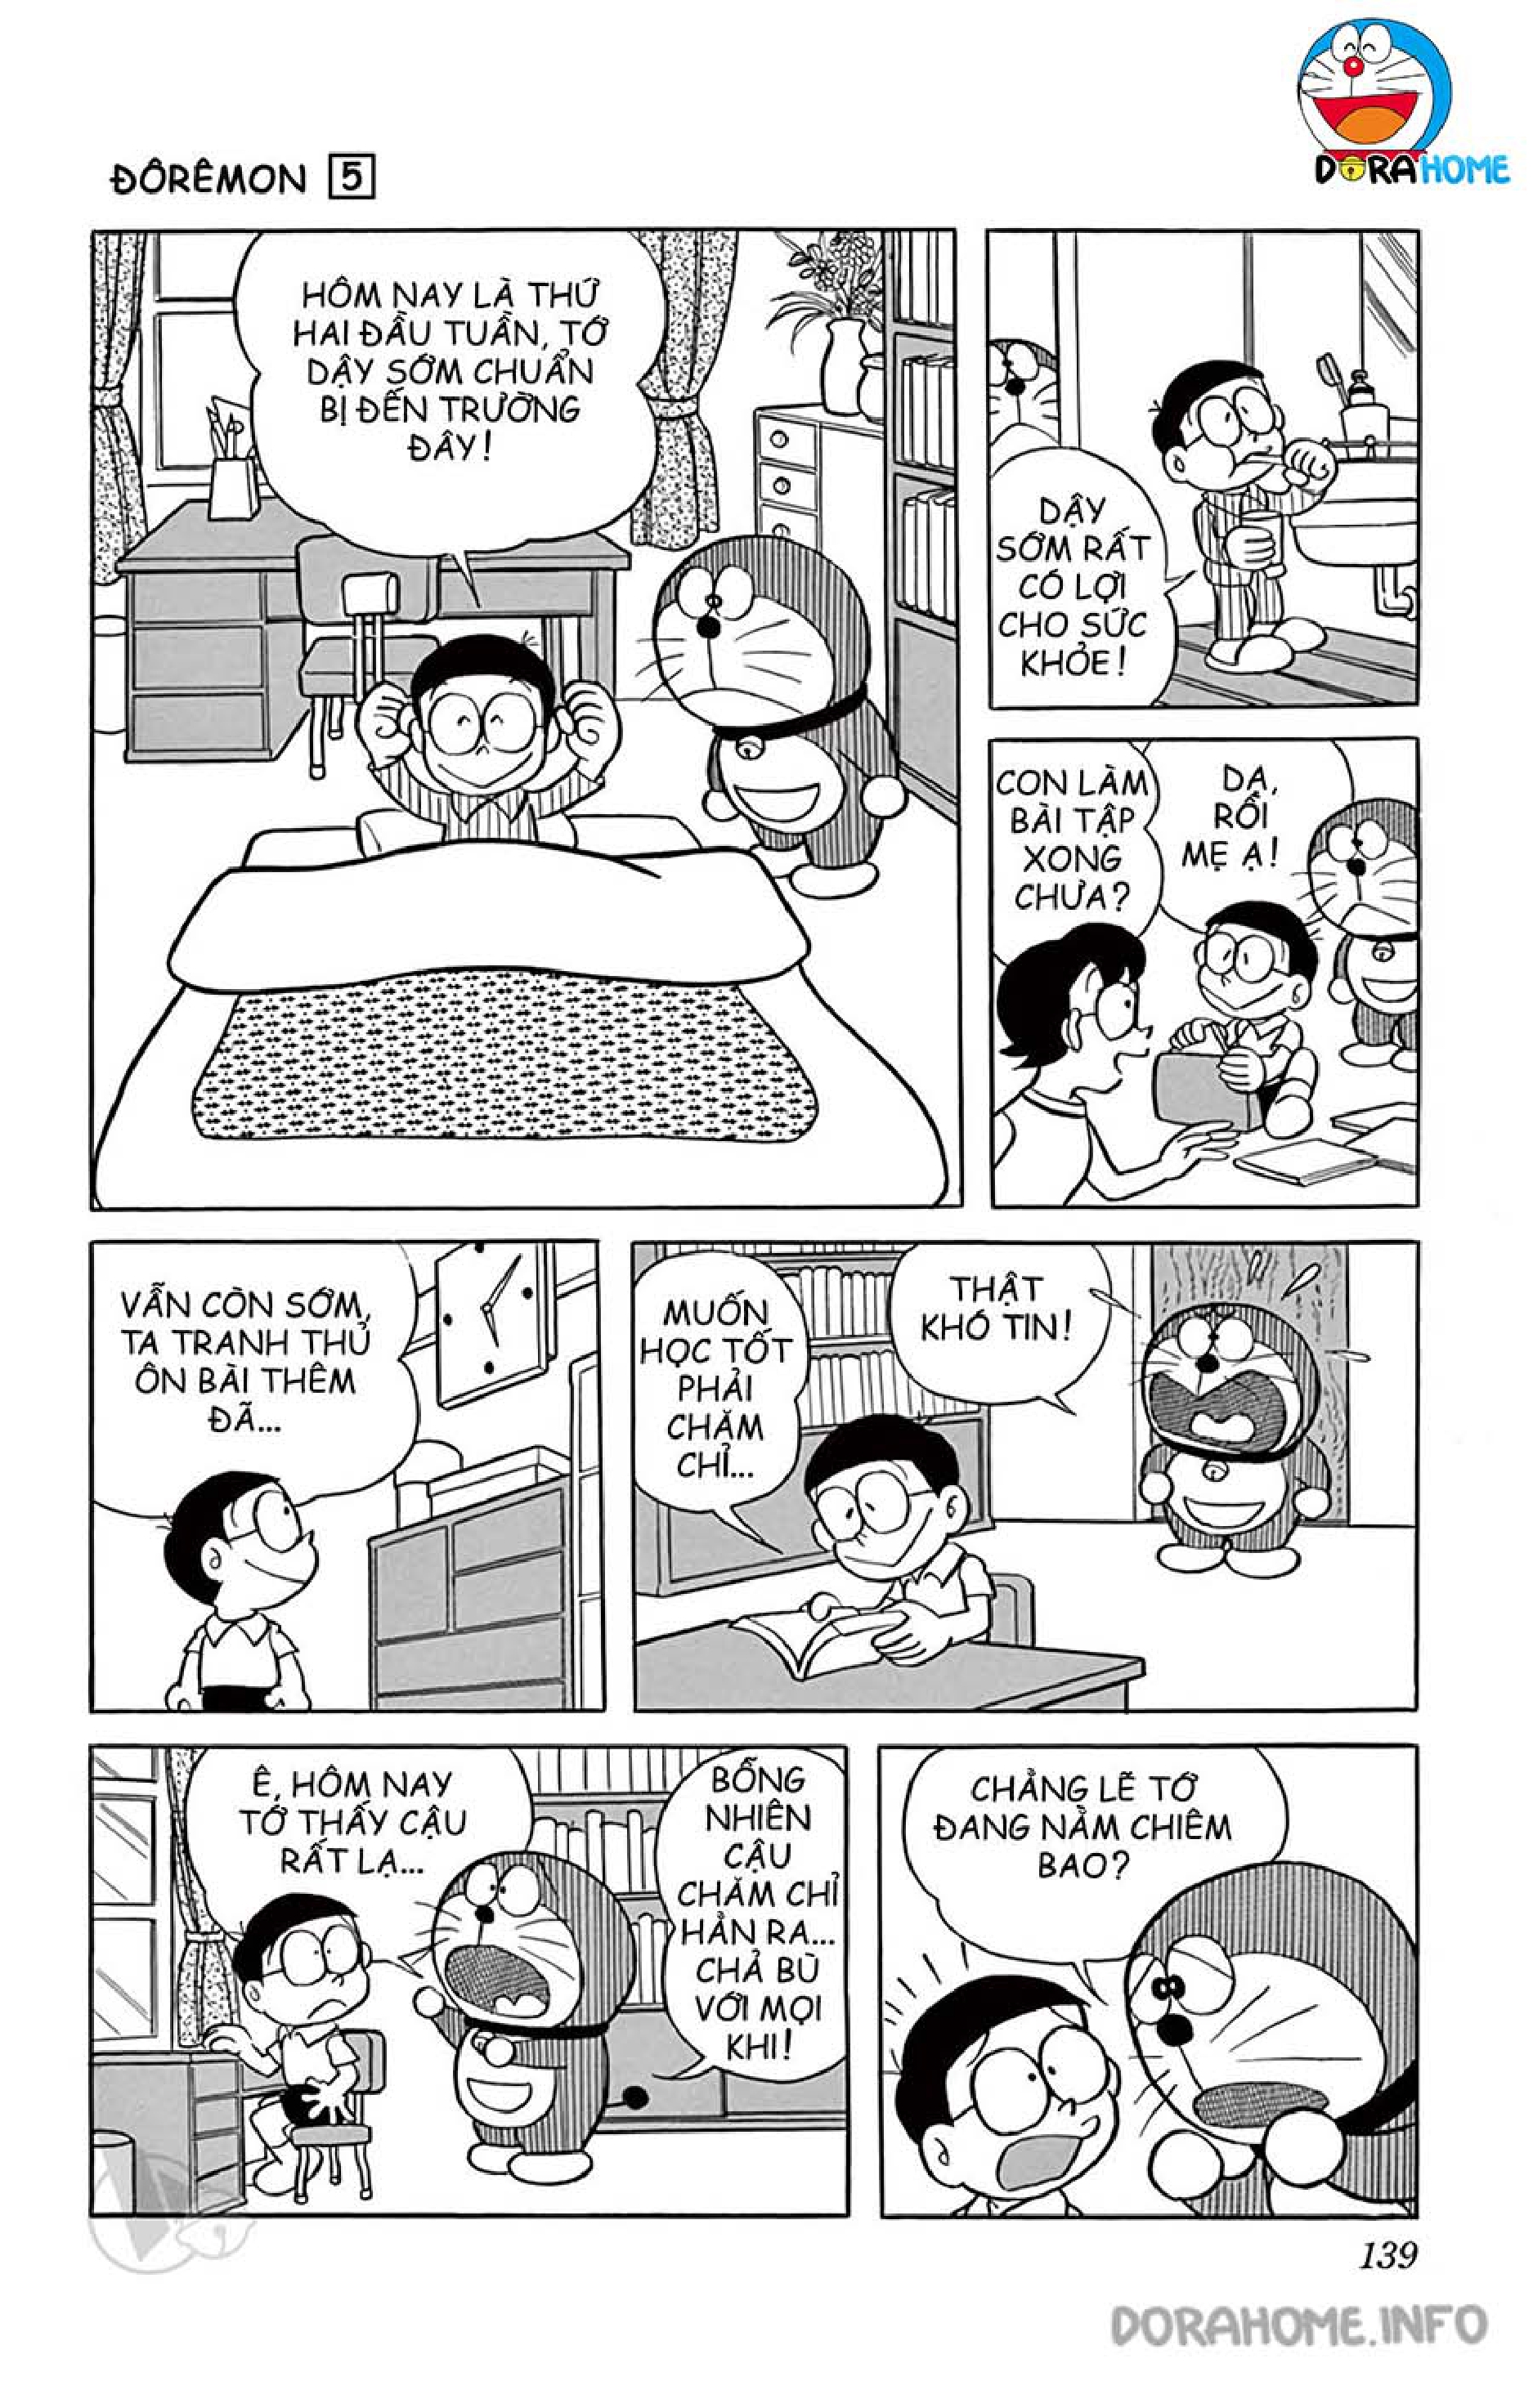 DORAHOME
ĐÔRÊMON 5
HÔM NAY LÀ THỨ
HAI ĐẦU TUẦN, TỚ
DẬY SỚM CHUẨN
BỊ ĐẾN TRƯỜNG
ĐÂY!
DẬY
SỚM RẤT
CÓ LỢI
CHO SỨC
KHỎE!
CON LÀM
BÀI TẬP
XONG
CHƯA?
DẠ,
RỒI
MẸ Ạ!
VẪN CÒN SỚM,
TA TRANH THỦ
ÔN BÀI THÊM
ĐÃ...
MUỐN
HỌC TỐT
PHẢI
CHĂM
CHỈ...
THẬT
KHÓ TIN!
Ê, HÔM NAY
TỚ THẤY CẬU
RẤT LẠ...
BỖNG
NHIÊN
CẬU
CHĂM CHỈ
HẲN RA...
CHẢ BÙ
VỚI MỌI
KHI!
CHẲNG LẼ TỚ
ĐANG NẰM CHIÊM
BAO?
139
DORAHOME.INFO